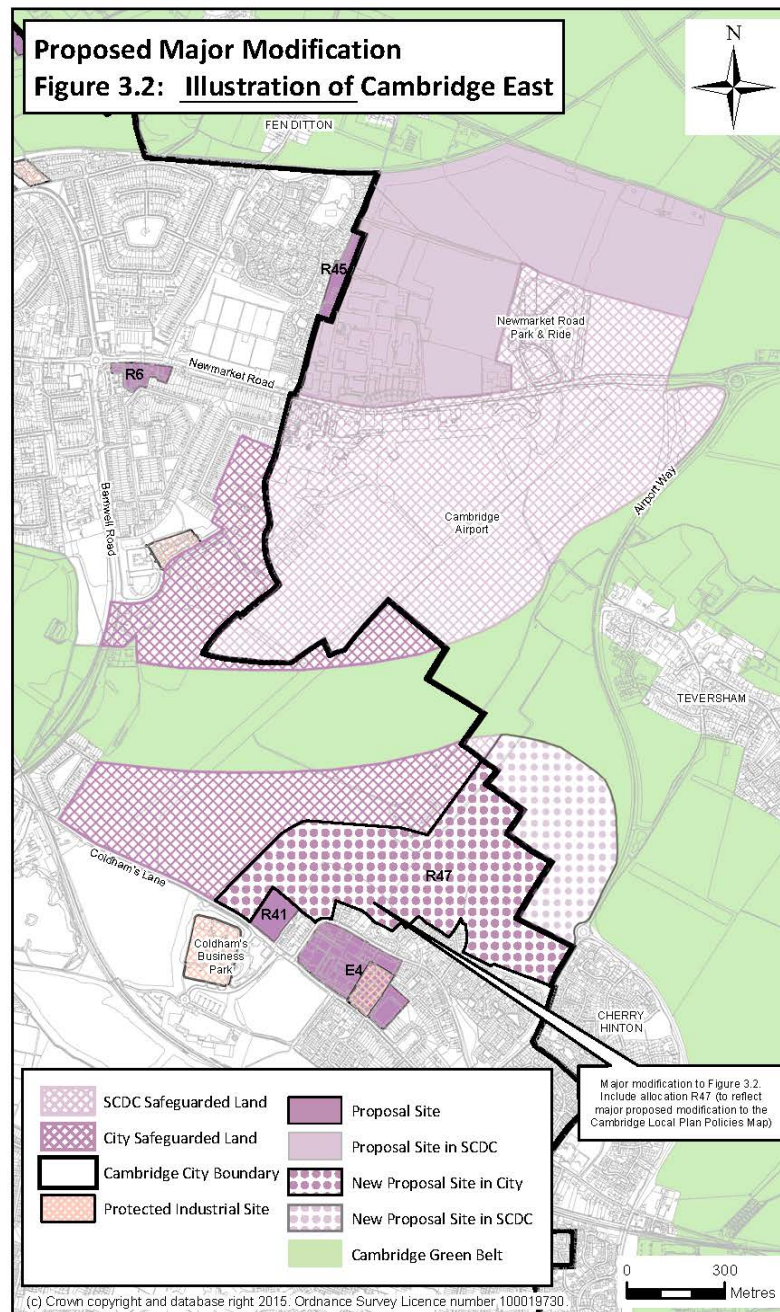 Proposed Major Modification
Figure 3.2: Illustration of Cambridge East
N
FEN DITTON
R45
Newmarket Road
Park & Ride
R6
Newmarket Road
Barnwell Road
Cambridge
Airport
Airport Way
TEVERSHAM
Coldham's Lane
R47
R41
Coldham's
Business
Park
E4
CHERRY
HINTON
Major modification to Figure 3.2.
Include allocation R47 (to reflect
major proposed modification to the
Cambridge Local Plan Policies Map)
SCDC Safeguarded Land
City Safeguarded Land
Cambridge City Boundary
Protected Industrial Site
Proposal Site
Proposal Site in SCDC
New Proposal Site in City
New Proposal Site in SCDC
Cambridge Green Belt
0 300
Metres
(c) Crown copyright and database right 2015. Ordnance Survey Licence number 100019730